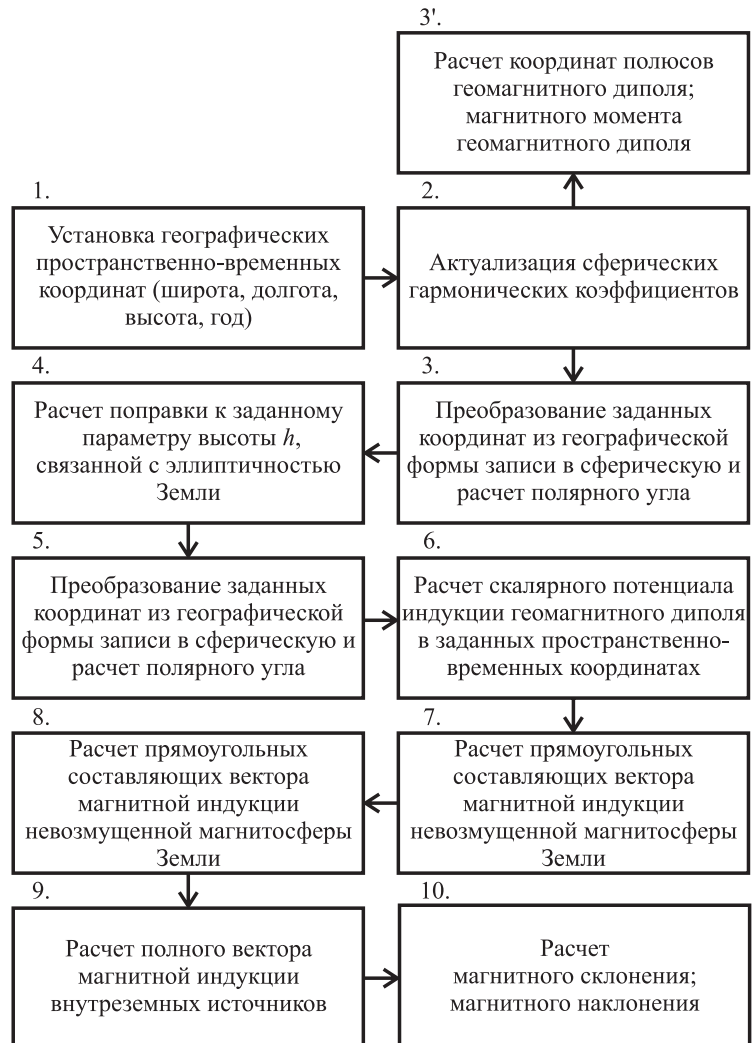 3'.
Расчет координат полюсов
геомагнитного диполя;
магнитного момента
геомагнитного диполя
1.
Установка географических
пространственно-временных
координат (широта, долгота,
высота, год)
2.
Актуализация сферических
гармонических коэффициентов
3.
Преобразование заданных
координат из географической
формы записи в сферическую и
расчет полярного угла
4.
Расчет поправки к заданному
параметру высоты h,
связанной с эллиптичностью
Земли
5.
Преобразование заданных
координат из географической
формы записи в сферическую и
расчет полярного угла
6.
Расчет скалярного потенциала
индукции геомагнитного диполя
в заданных пространственно-
временных координатах
7.
Расчет прямоугольных
составляющих вектора
магнитной индукции
невозмущенной магнитосферы
Земли
8.
Расчет прямоугольных
составляющих вектора
магнитной индукции
невозмущенной магнитосферы
Земли
9.
Расчет полного вектора
магнитной индукции
внутреземных источников
10.
Расчет
магнитного склонения;
магнитного наклонения